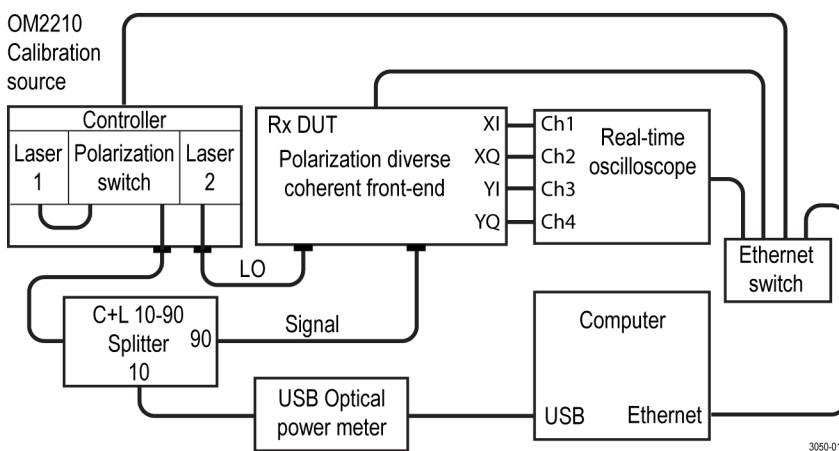 OM2210
Calibration
source
Controller
Laser
1
Polarization
switch
Laser
2
Rx DUT
Polarization diverse
coherent front-end
XI
XQ
YI
YQ
Ch1
Ch2
Ch3
Ch4
Real-time
oscilloscope
Ethernet
switch
LO
Signal
C+L 10-90
Splitter
90
10
USB Optical
power meter
Computer
USB
Ethernet
3050-01